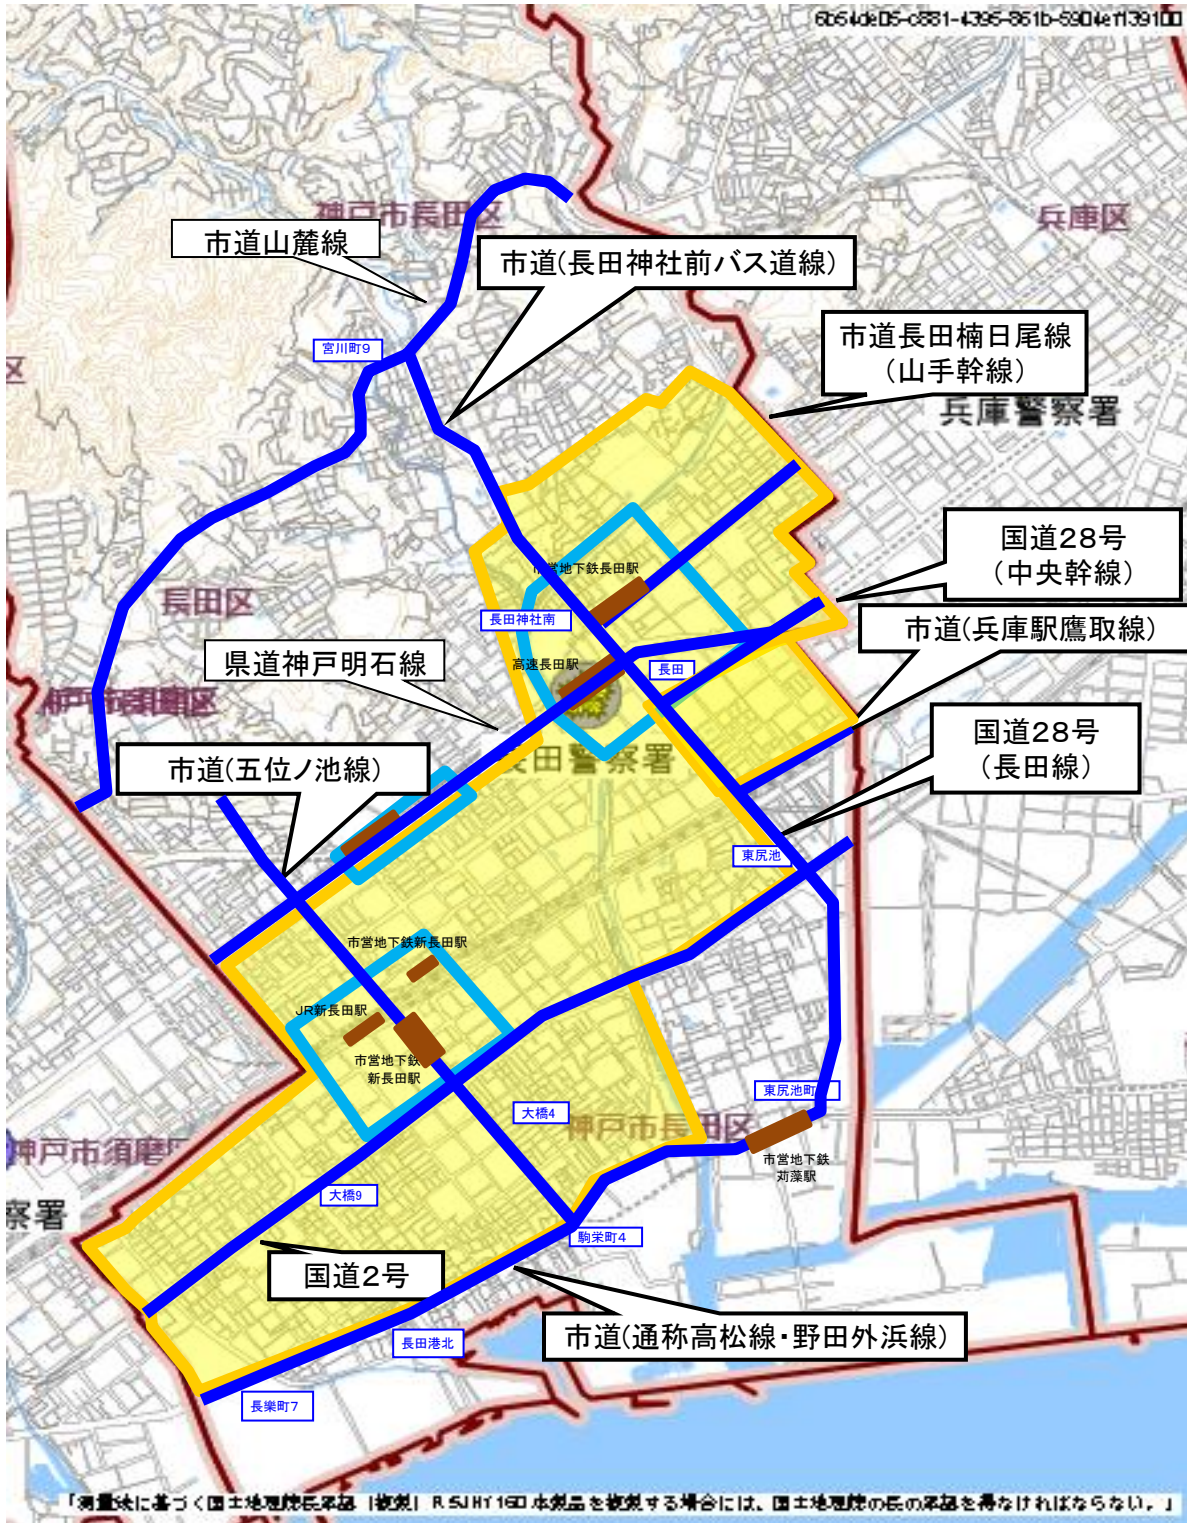 神戸市長田区
兵庫区
市道山麓線
市道(長田神社前バス道線)
市道長田楠日尾線
(山手幹線)
宮川町9
区
兵庫警察署
国道28号
(中央幹線)
市営地下鉄長田駅
長田区
長田神社南
市道(兵庫駅鷹取線)
県道神戸明石線
高速長田駅
長田
国道28号
(長田線)
長田警察署
市道(五位ノ池線)
東尻池
市営地下鉄新長田駅
JR新長田駅
市営地下鉄
新長田駅
大橋4
東尻池町
神戸市長田区
神戸市須磨
市営地下鉄
苅藻駅
大橋9
察署
駒栄町4
国道2号
市道(通称高松線・野田外浜線)
長田港北
長樂町7